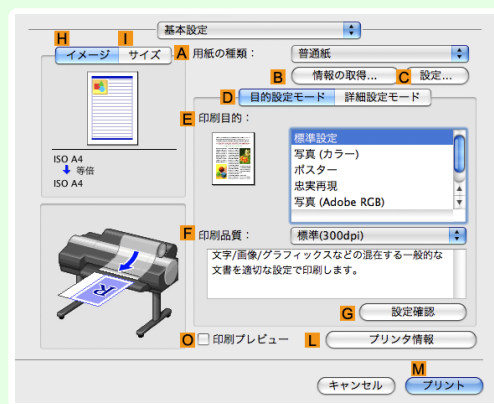 基本設定
H
I
イメージ サイズ
A 用紙の種類： 普通紙
B 情報の取得... C 設定...
D 目的設定モード 詳細設定モード
E 印刷目的：
標準設定
写真 (カラー)
ポスター
忠実再現
写真 (Adobe RGB)
ISO A4
等倍
ISO A4
F 印刷品質： 標準(300dpi)
文字/画像/グラフィックスなどの混在する一般的な
文書を適切な設定で印刷します。
G 設定確認
O 印刷プレビュー L プリンタ情報
M
キャンセル プリント